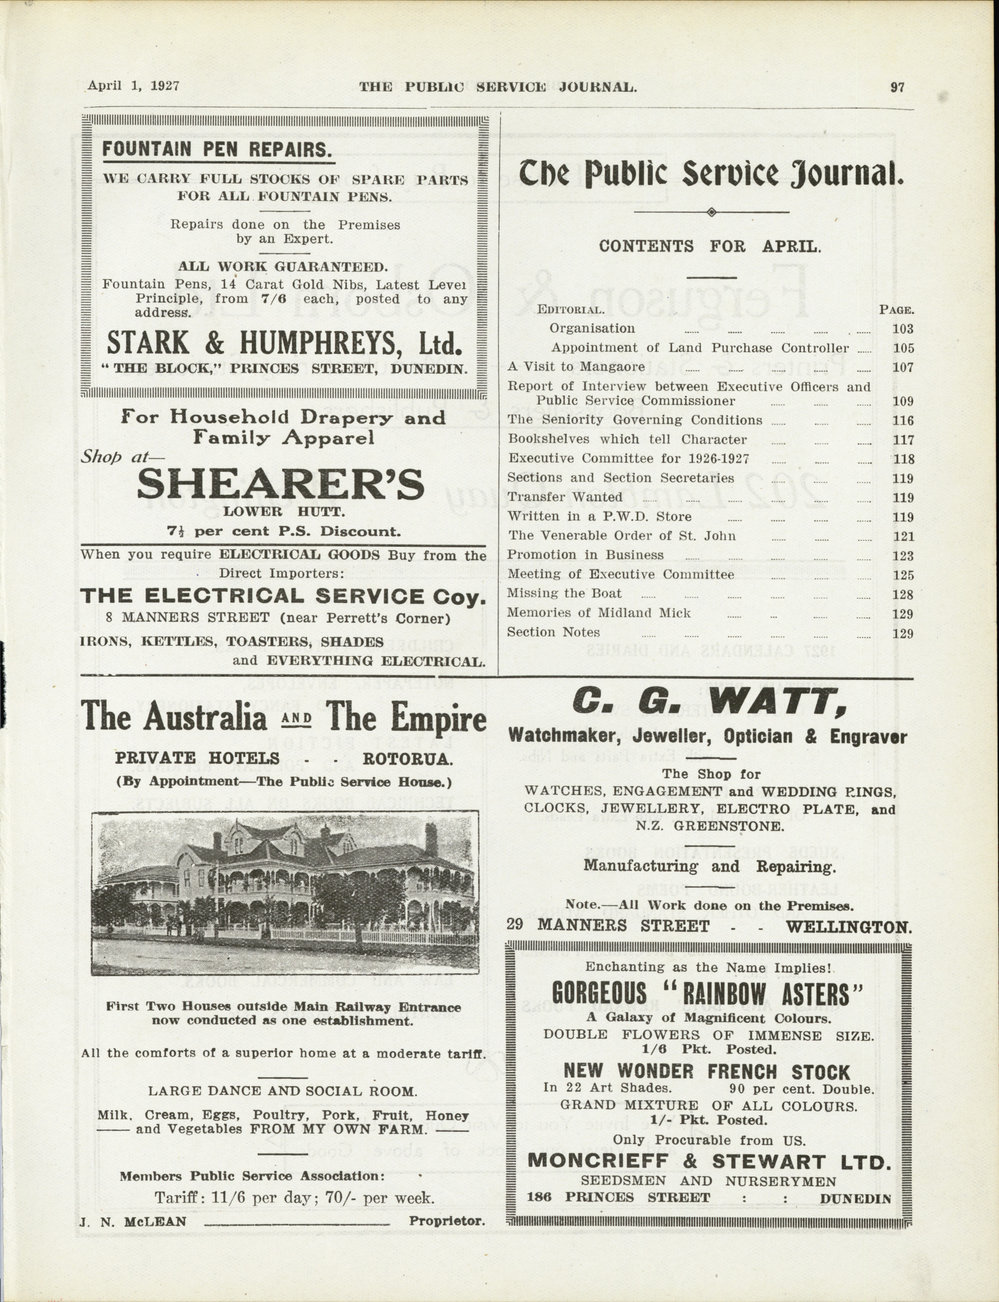 April 1, 1927
THE PUBLIC SERVICE JOURNAL.
97
FOUNTAIN PEN REPAIRS.
WE CARRY FULL STOCKS OF SPARE PARTS
FOR ALL FOUNTAIN PENS.
Repairs done on the Premises
by an Expert.
ALL WORK GUARANTEED.
Fountain Pens, 14 Carat Gold Nibs, Latest Level
Principle, from 7/6 each, posted to any
address.
STARK & HUMPHREYS, Ltd.
"THE BLOCK," PRINCES STREET, DUNEDIN.
For Household Drapery and
Family Apparel
Shop at—
SHEARER'S
LOWER HUTT.
7½ per cent P.S. Discount.
When you require ELECTRICAL GOODS Buy from the
Direct Importers:
THE ELECTRICAL SERVICE Coy.
8 MANNERS STREET (near Perrett's Corner)
IRONS, KETTLES, TOASTERS, SHADES
and EVERYTHING ELECTRICAL.
The Public Service Journal.
CONTENTS FOR APRIL.
EDITORIAL. PAGE.
Organisation ...... ...... ...... ...... ...... 103
Appointment of Land Purchase Controller ...... 105
A Visit to Mangaore ...... ...... ...... ...... ...... 107
Report of Interview between Executive Officers and
Public Service Commissioner ...... ...... ...... 109
The Seniority Governing Conditions ...... ...... ...... 116
Bookshelves which tell Character ...... ...... ...... 117
Executive Committee for 1926-1927 ...... ...... ...... 118
Sections and Section Secretaries ...... ...... ...... 119
Transfer Wanted ...... ...... ...... ...... ...... ...... 119
Written in a P.W.D. Store ...... ...... ...... ...... 119
The Venerable Order of St. John ...... ...... ...... 121
Promotion in Business ...... ...... ...... ...... ...... 123
Meeting of Executive Committee ...... ...... ...... 125
Missing the Boat ...... ...... ...... ...... ...... ...... 128
Memories of Midland Mick ...... ... ...... ...... 129
Section Notes ...... ...... ...... ...... ...... ...... 129
The Australia AND The Empire
PRIVATE HOTELS - - ROTORUA.
(By Appointment—The Public Service House.)
First Two Houses outside Main Railway Entrance
now conducted as one establishment.
All the comforts of a superior home at a moderate tariff.
LARGE DANCE AND SOCIAL ROOM.
Milk, Cream, Eggs, Poultry, Pork, Fruit, Honey
and Vegetables FROM MY OWN FARM.
Members Public Service Association:
Tariff: 11/6 per day; 70/- per week.
J. N. McLEAN Proprietor.
C. G. WATT,
Watchmaker, Jeweller, Optician & Engraver
The Shop for
WATCHES, ENGAGEMENT and WEDDING RINGS,
CLOCKS, JEWELLERY, ELECTRO PLATE, and
N.Z. GREENSTONE.
Manufacturing and Repairing.
Note.—All Work done on the Premises.
29 MANNERS STREET - - WELLINGTON.
Enchanting as the Name Implies!
GORGEOUS "RAINBOW ASTERS"
A Galaxy of Magnificent Colours.
DOUBLE FLOWERS OF IMMENSE SIZE.
1/6 Pkt. Posted.
NEW WONDER FRENCH STOCK
In 22 Art Shades. 90 per cent. Double.
GRAND MIXTURE OF ALL COLOURS.
1/- Pkt. Posted.
Only Procurable from US.
MONCRIEFF & STEWART LTD.
SEEDSMEN AND NURSERYMEN
186 PRINCES STREET : : DUNEDIN